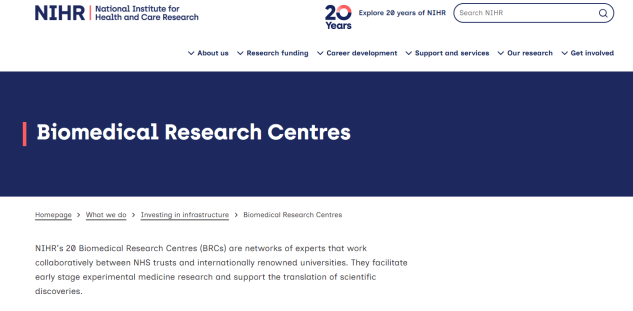 NIHR | National Institute for
Health and Care Research
20
Years
Explore 20 years of NIHR
Search NIHR
About us
Research funding
Career development
Support and services
Our research
Get involved
Biomedical Research Centres
Homepage > What we do > Investing in infrastructure > Biomedical Research Centres
NIHR's 20 Biomedical Research Centres (BRCs) are networks of experts that work
collaboratively between NHS trusts and internationally renowned universities. They facilitate
early stage experimental medicine research and support the translation of scientific
discoveries.